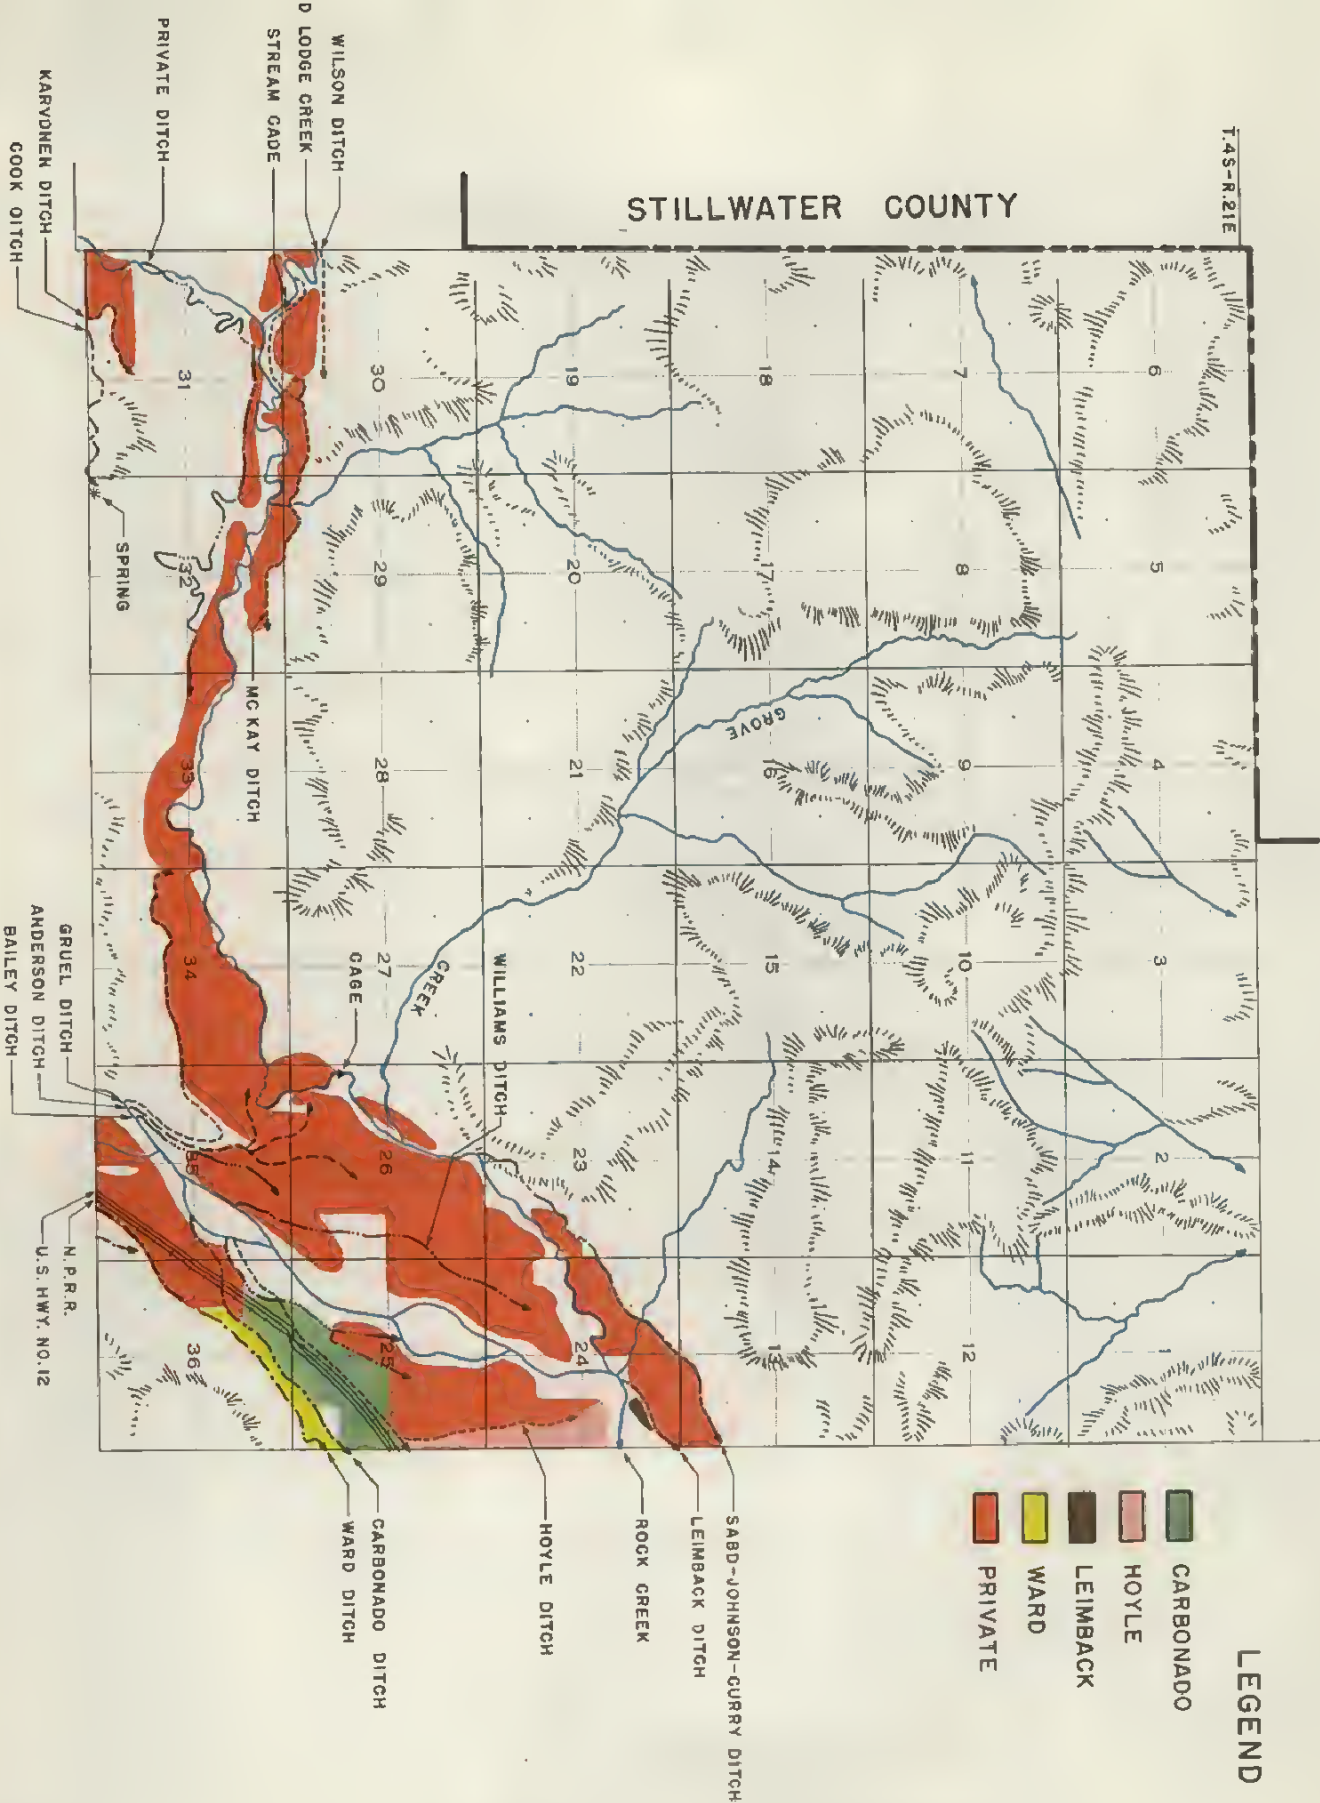 T.4S-R.21E
STILLWATER COUNTY
WILSON DITCH
D LODGE CREEK
STREAM GAGE
PRIVATE DITCH
KARVONEN DITCH
COOK DITCH
6
5
4
3
2
1
7
8
9
10
11
12
18
17
16
15
14
13
19
20
21
22
23
24
30
29
28
27
26
25
31
32
33
34
35
36
GROVE
CREEK
SPRING
MC KAY DITCH
GAGE
WILLIAMS DITCH
GRUEL DITCH
ANDERSON DITCH
BAILEY DITCH
N.P.R.R.
U.S. HWY. NO. 12
SABO-JOHNSON-CURRY DITCH
LEIMBACK DITCH
ROCK CREEK
HOYLE DITCH
CARBONADO DITCH
WARD DITCH
LEGEND
CARBONADO
HOYLE
LEIMBACK
WARD
PRIVATE